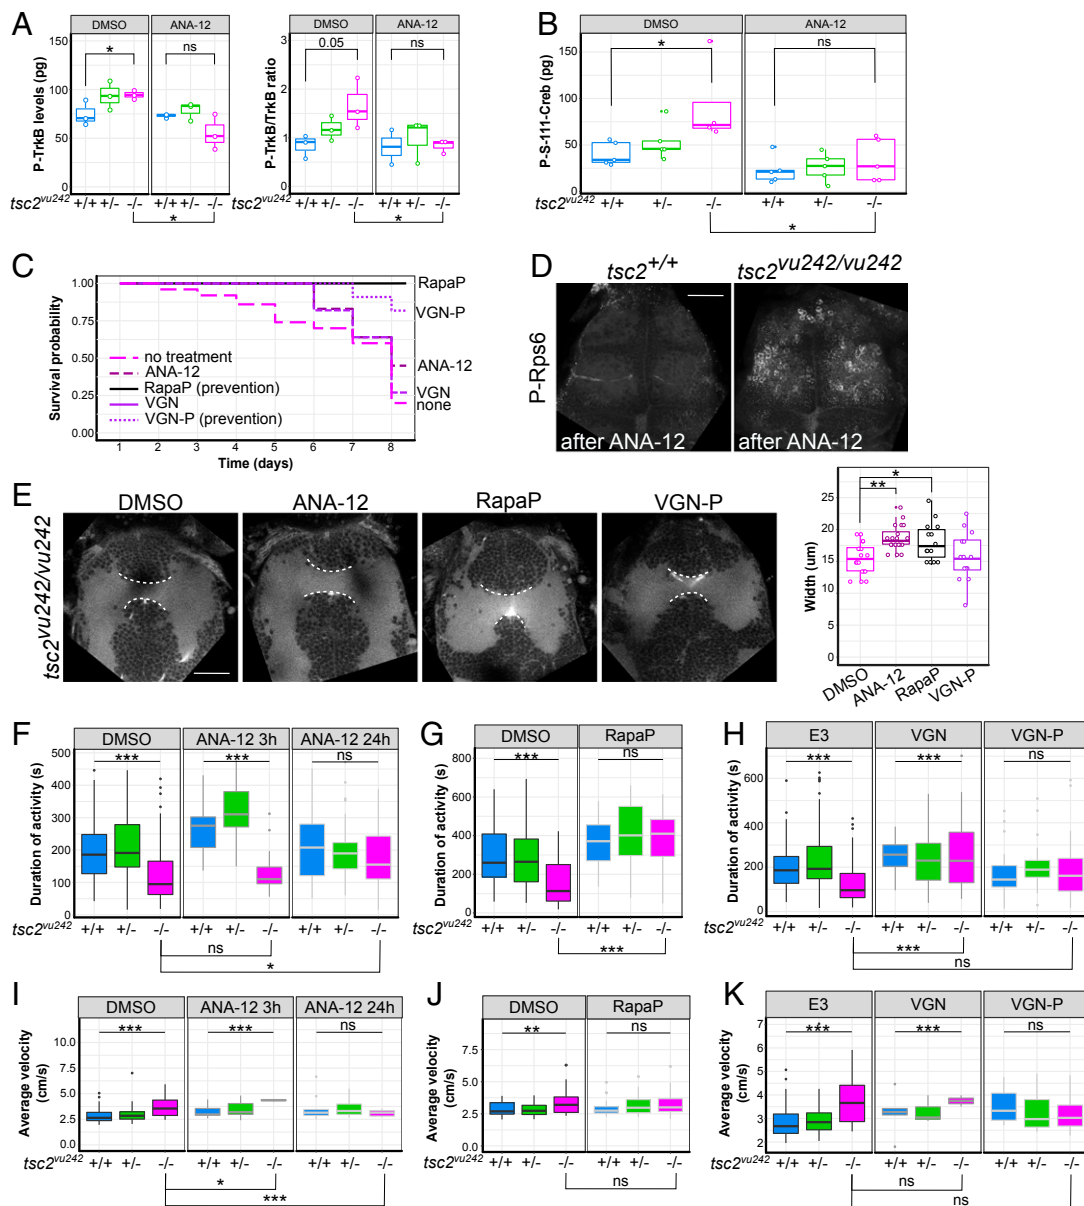 A
DMSO
ANA-12
P-TrkB levels (pg)
150
100
50
0
*
ns
tsc2vu242
+/+ +/- -/- +/+ +/- -/-
*
DMSO
ANA-12
P-TrkB/TrkB ratio
3
2
1
0
0.05
ns
tsc2vu242
+/+ +/- -/- +/+ +/- -/-
*
B
DMSO
ANA-12
P-S-111-Creb (pg)
150
100
50
0
*
ns
tsc2vu242
+/+ +/- -/- +/+ +/- -/-
*
C
Survival probability
1.00
0.75
0.50
0.25
0.00
RapaP
VGN-P
ANA-12
VGN
none
no treatment
ANA-12
RapaP (prevention)
VGN
VGN-P (prevention)
1 2 3 4 5 6 7 8
Time (days)
D
tsc2+/+
tsc2vu242/vu242
P-Rps6
after ANA-12
after ANA-12
E
DMSO
ANA-12
RapaP
VGN-P
tsc2vu242/vu242
Width (um)
25
20
15
10
5
0
*
**
DMSO
ANA-12
RapaP
VGN-P
F
DMSO
ANA-12 3h
ANA-12 24h
Duration of activity (s)
500
400
300
200
100
0
***
***
ns
tsc2vu242
+/+ +/- -/- +/+ +/- -/- +/+ +/- -/-
ns
*
G
DMSO
RapaP
Duration of activity (s)
800
600
400
200
0
***
ns
tsc2vu242
+/+ +/- -/- +/+ +/- -/-
***
H
E3
VGN
VGN-P
Duration of activity (s)
600
400
200
0
***
***
ns
tsc2vu242
+/+ +/- -/- +/+ +/- -/- +/+ +/- -/-
***
ns
I
DMSO
ANA-12 3h
ANA-12 24h
Average velocity
(cm/s)
10.0
7.5
5.0
2.5
0.0
***
***
ns
tsc2vu242
+/+ +/- -/- +/+ +/- -/- +/+ +/- -/-
*
***
J
DMSO
RapaP
Average velocity
(cm/s)
7.5
5.0
2.5
0.0
**
ns
tsc2vu242
+/+ +/- -/- +/+ +/- -/-
ns
K
E3
VGN
VGN-P
Average velocity
(cm/s)
7
6
5
4
3
2
***
***
ns
tsc2vu242
+/+ +/- -/- +/+ +/- -/- +/+ +/- -/-
ns
ns